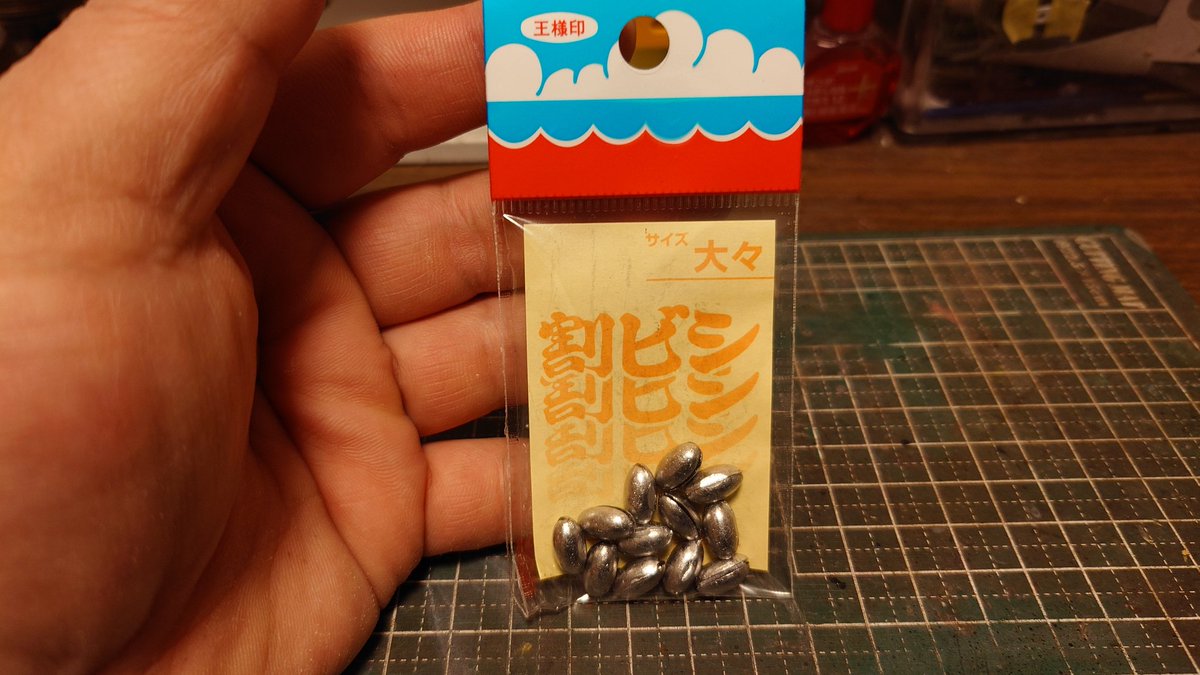 王様印
サイズ 大々
割ビシ